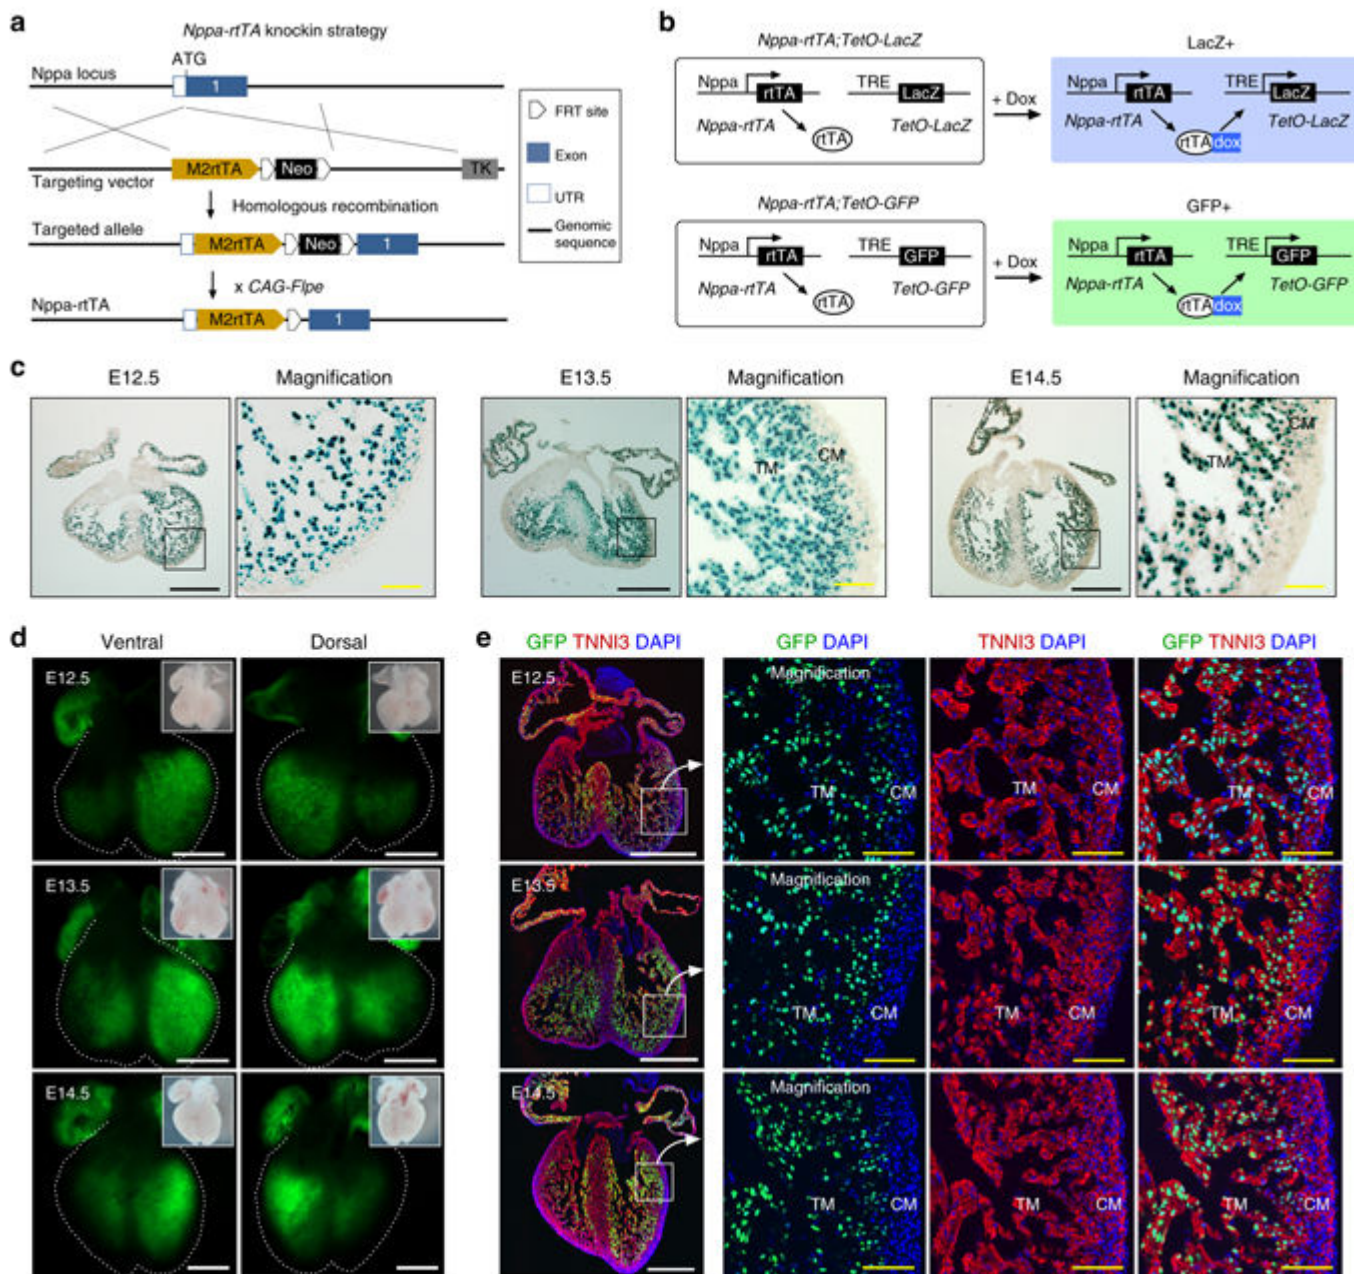 a
Nppa-rtTA knockin strategy
ATG
Nppa locus
1
M2rtTA
Neo
TK
Targeting vector
Homologous recombination
Targeted allele
M2rtTA
Neo
1
x CAG-Flpe
Nppa-rtTA
M2rtTA
1
FRT site
Exon
UTR
Genomic
sequence
b
Nppa-rtTA;TetO-LacZ
Nppa
rtTA
TRE
LacZ
Nppa-rtTA
TetO-LacZ
rtTA
+ Dox
LacZ+
Nppa
rtTA
TRE
LacZ
Nppa-rtTA
TetO-LacZ
rtTA dox
Nppa-rtTA;TetO-GFP
Nppa
rtTA
TRE
GFP
Nppa-rtTA
TetO-GFP
rtTA
+ Dox
GFP+
Nppa
rtTA
TRE
GFP
Nppa-rtTA
TetO-GFP
rtTA dox
c
E12.5 Magnification E13.5 Magnification E14.5 Magnification
TM CM
TM CM
d
Ventral Dorsal
E12.5
E13.5
E14.5
e
GFP TNNI3 DAPI GFP DAPI TNNI3 DAPI GFP TNNI3 DAPI
E12.5 Magnification
TM CM TM CM TM CM
E13.5 Magnification
TM CM TM CM TM CM
E14.5 Magnification
TM CM TM CM TM CM